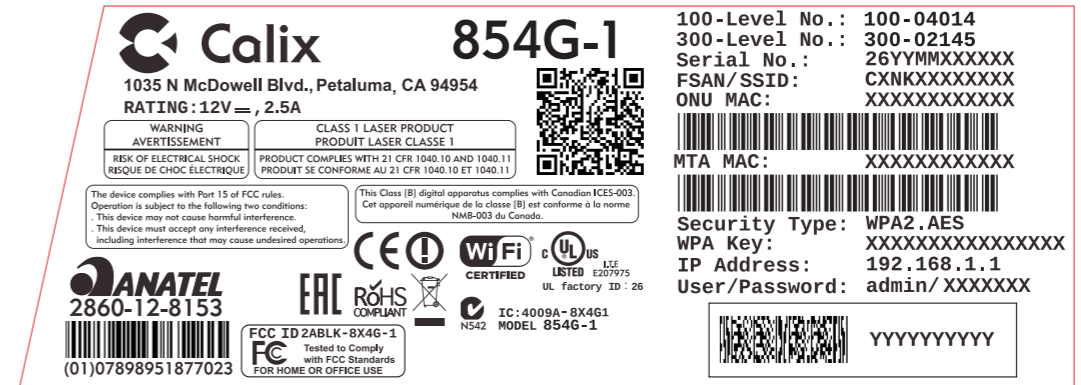 Calix
854G-1
1035 N McDowell Blvd., Petaluma, CA 94954
RATING:12V⎓, 2.5A
WARNING
AVERTISSEMENT
RISK OF ELECTRICAL SHOCK
RISQUE DE CHOC ÉLECTRIQUE
CLASS 1 LASER PRODUCT
PRODUIT LASER CLASSE 1
PRODUCT COMPLIES WITH 21 CFR 1040.10 AND 1040.11
PRODUIT SE CONFORME AU 21 CFR 1040.10 ET 1040.11
The device complies with Part 15 of FCC rules.
Operation is subject to the following two conditions:
. This device may not cause harmful interference.
. This device must accept any interference received,
including interference that may cause undesired operations.
This Class [B] digital apparatus complies with Canadian ICES-003.
Cet appareil numérique de la classe [B] est conforme à la norme
NMB-003 du Canada.
ANATEL
2860-12-8153
(01)07898951877023
CE
Wi Fi ®
CERTIFIED
C UL US
LISTED
I.T.E
E207975
UL factory ID : 26
EAC
RoHS
COMPLIANT
N542
IC:4009A-8X4G1
MODEL 854G-1
FCC ID 2ABLK-8X4G-1
FC
Tested to Comply
with FCC Standards
FOR HOME OR OFFICE USE
100-Level No.: 100-04014
300-Level No.: 300-02145
Serial No.: 26YYMMXXXXXX
FSAN/SSID: CXNKXXXXXXXX
ONU MAC: XXXXXXXXXXXX
MTA MAC: XXXXXXXXXXXX
Security Type: WPA2.AES
WPA Key: XXXXXXXXXXXXXXXX
IP Address: 192.168.1.1
User/Password: admin/XXXXXXX
YYYYYYYYYY